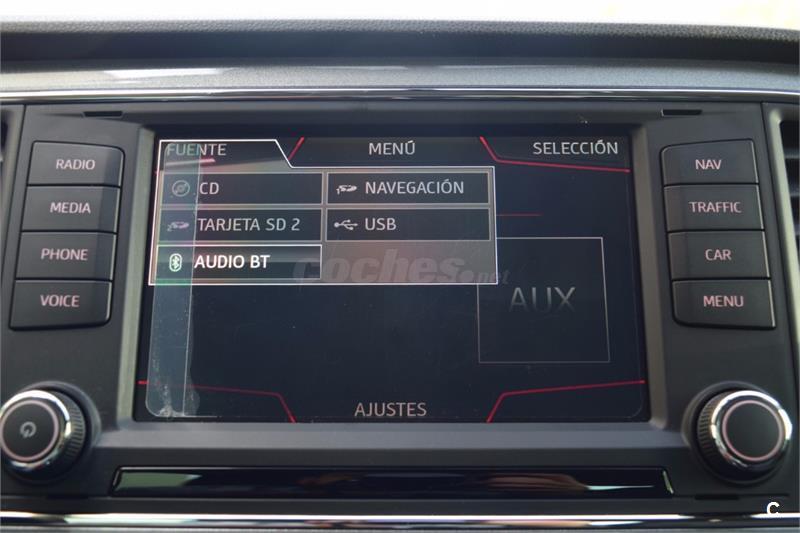 FUENTE MENÚ SELECCIÓN
RADIO CD NAVEGACIÓN NAV
MEDIA 2 TARJETA SD 2 USB TRAFFIC
PHONE AUDIO BT CAR
coches.net
VOICE AUX MENU
AJUSTES
C